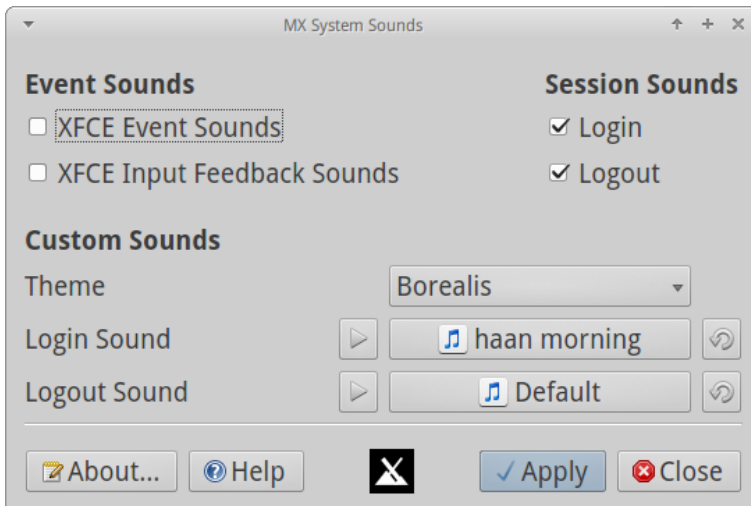 MX System Sounds
Event Sounds
XFCE Event Sounds
XFCE Input Feedback Sounds
Session Sounds
Login
Logout
Custom Sounds
Theme Borealis
Login Sound haan morning
Logout Sound Default
About... Help Apply Close